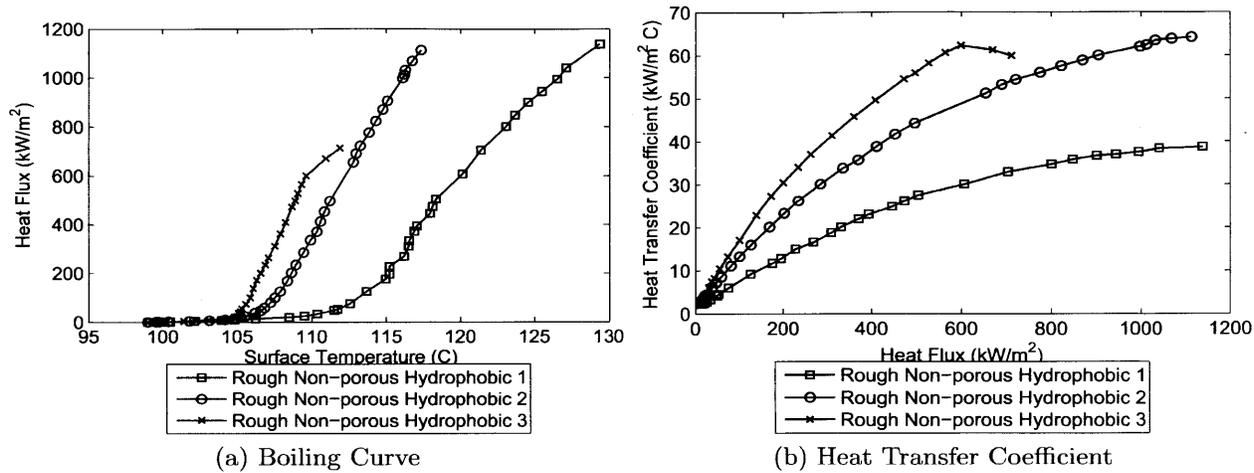 1200
1000
800
600
400
200
0
Heat Flux (kW/m2)
95 100 105 110 115 120 125 130
Surface Temperature (C)
Rough Non-porous Hydrophobic 1
Rough Non-porous Hydrophobic 2
Rough Non-porous Hydrophobic 3
(a) Boiling Curve
70
60
50
40
30
20
10
0
Heat Transfer Coefficient (kW/m2 C)
0 200 400 600 800 1000 1200
Heat Flux (kW/m2)
Rough Non-porous Hydrophobic 1
Rough Non-porous Hydrophobic 2
Rough Non-porous Hydrophobic 3
(b) Heat Transfer Coefficient